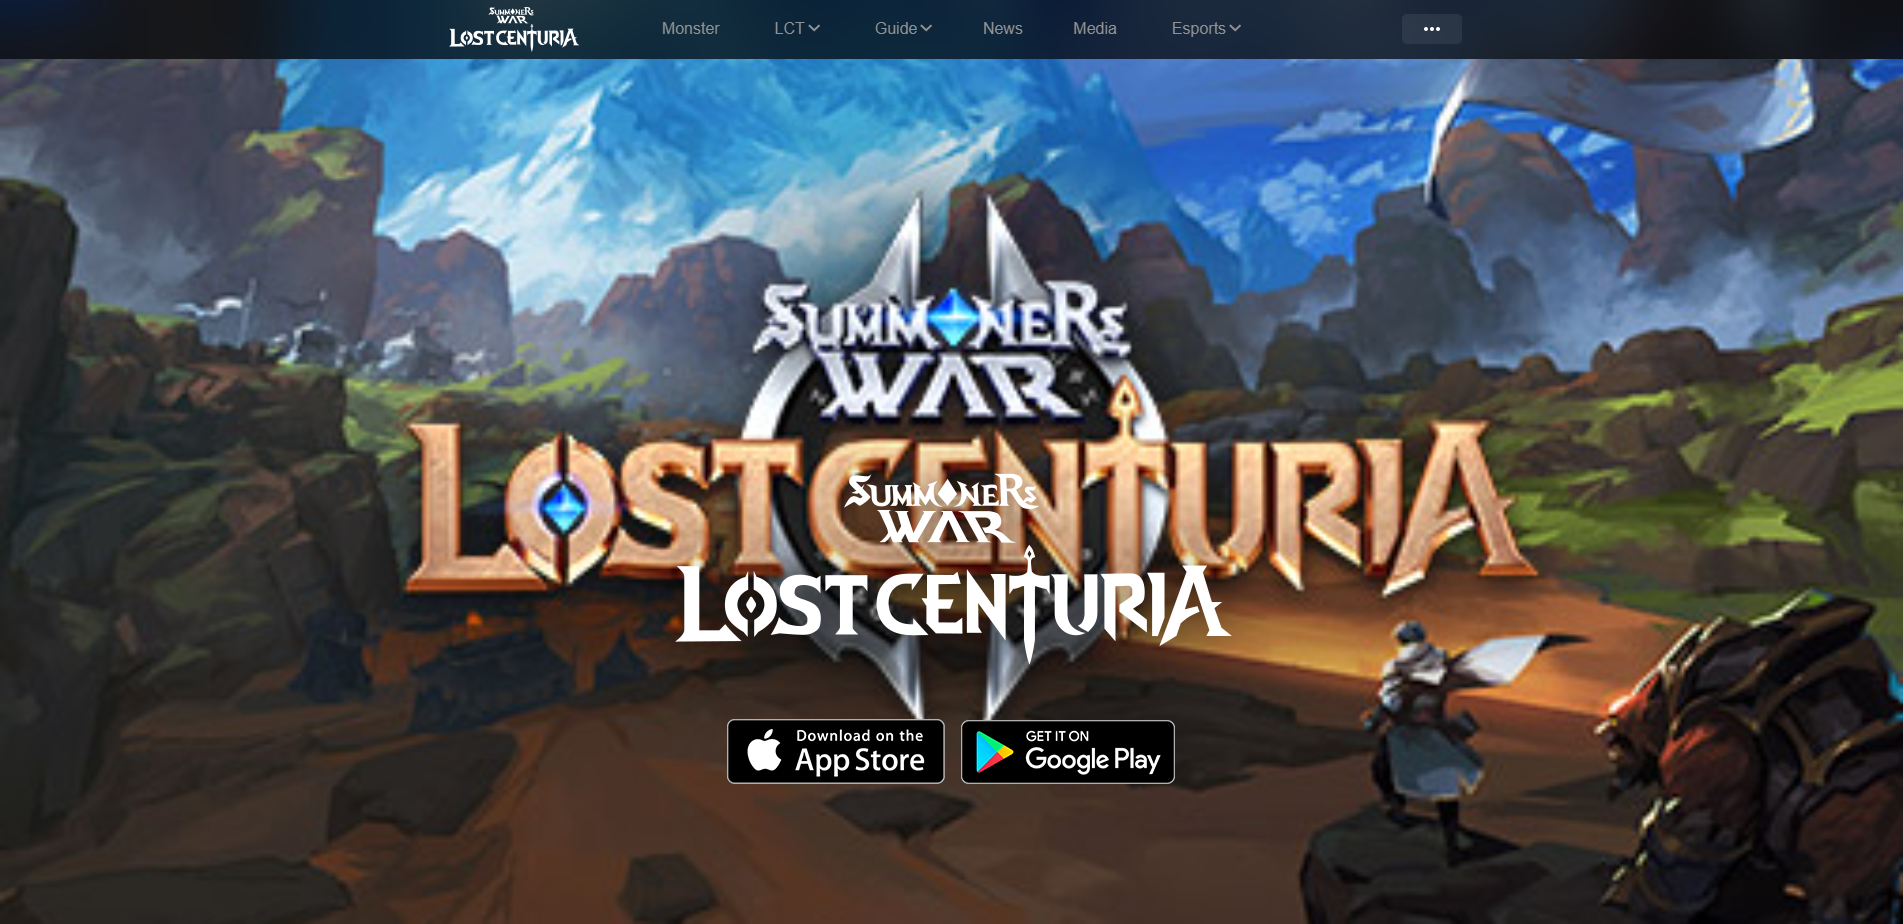 SUMMONERS
WAR
LOST CENTURIA
Monster
LCT
Guide
News
Media
Esports
SUMMONERS
WAR
LOST CENTURIA
SUMMONERS
WAR
LOST CENTURIA
Download on the
App Store
GET IT ON
Google Play